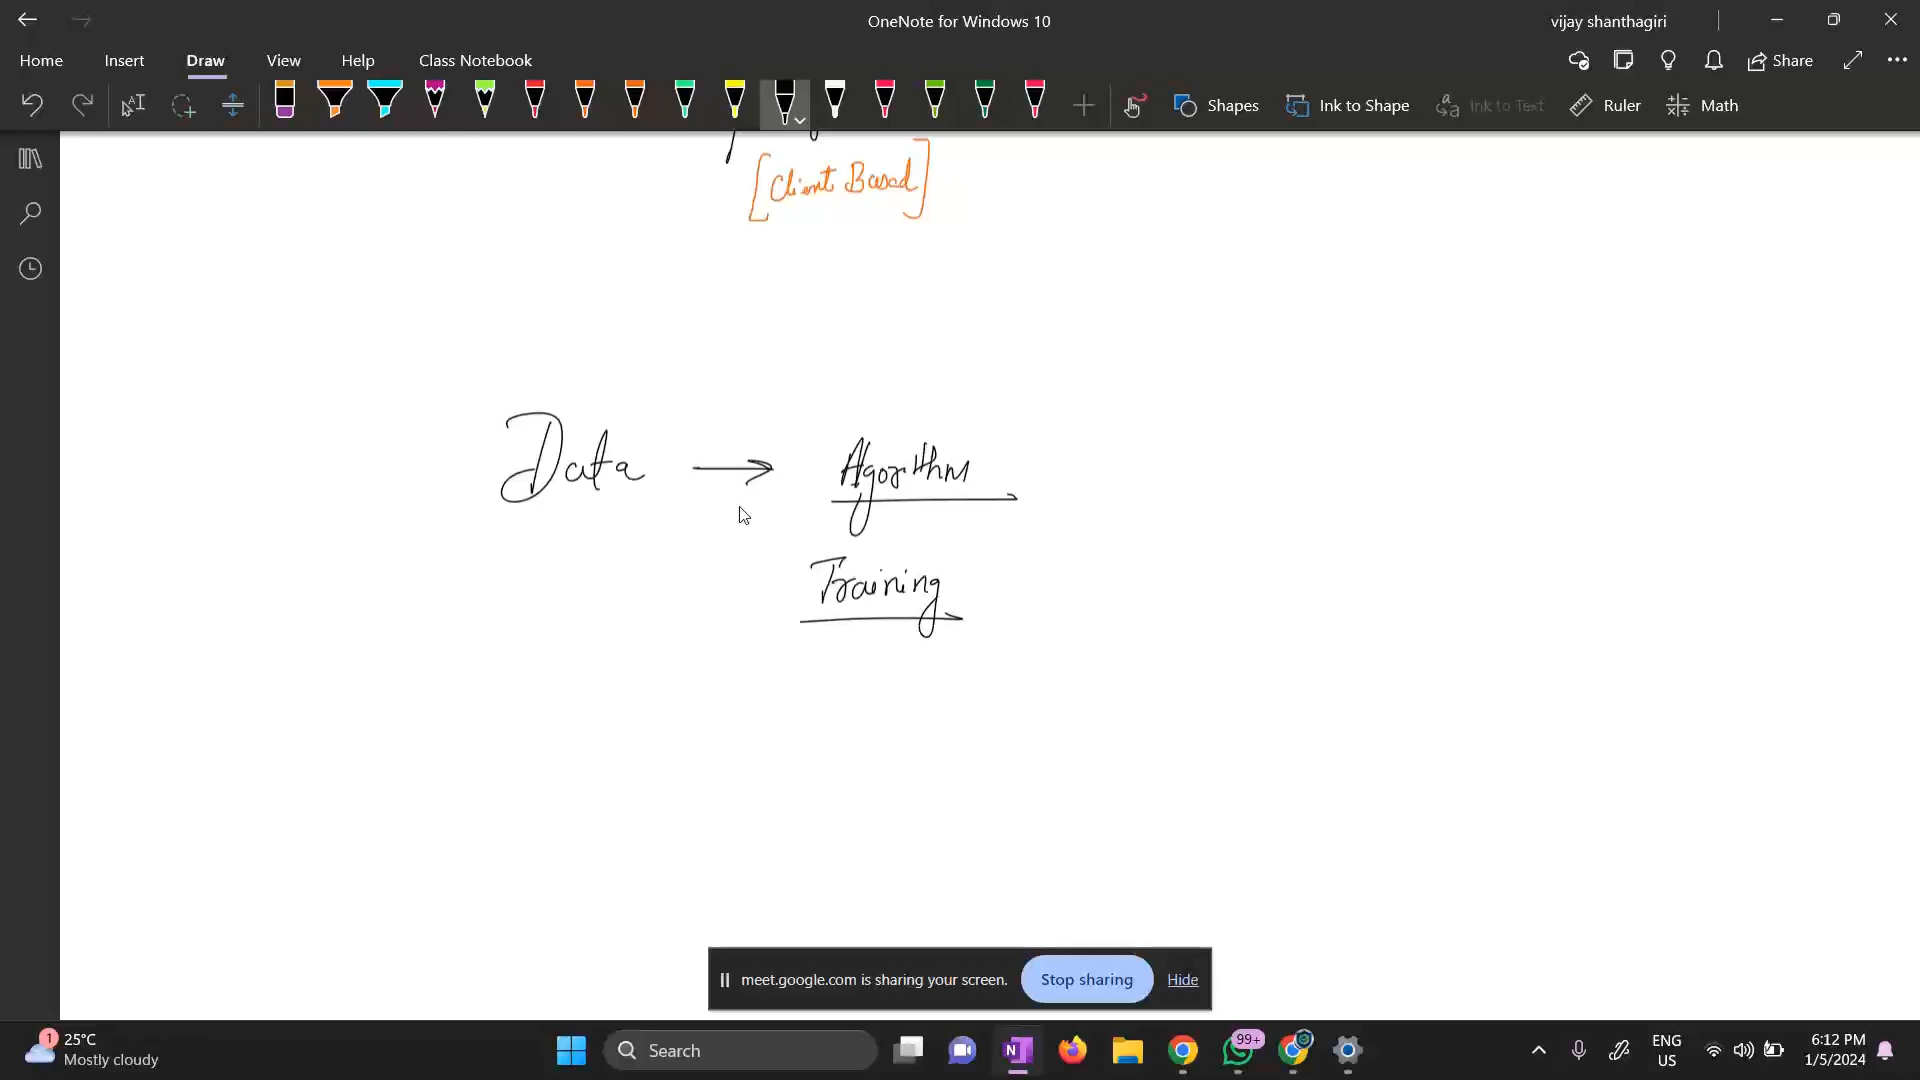 OneNote for Windows 10
vijay shanthagiri
Home Insert Draw View Help Class Notebook
Share
Shapes Ink to Shape Ink to Text Ruler Math
[Client Based]
Data → Algorithm
Training
meet.google.com is sharing your screen. Stop sharing Hide
1 25°C
Mostly cloudy
Search
99+
ENG
US
6:12 PM
1/5/2024